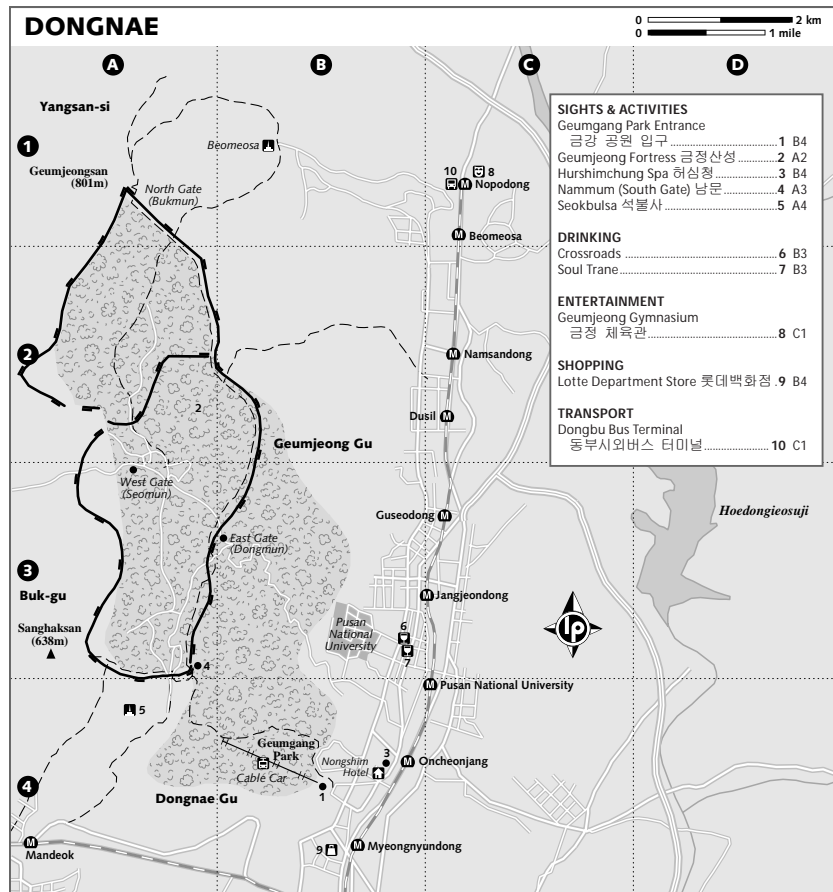 DONGNAE
0 2 km
0 1 mile
A B C D
1
2
3
4
Yangsan-si
Geumjeongsan
(801m)
North Gate
(Bukmun)
Beomeosa
10
8
Nopodong
Beomeosa
Namsandong
Dusil
2
Geumjeong Gu
West Gate
(Seomun)
East Gate
(Dongmun)
Guseodong
Hoedongieosuji
Buk-gu
Sanghaksan
(638m)
Jangjeondong
Pusan
National
University
6
7
lp
4
Pusan National University
5
Geumgang
Park
Cable Car
Nongshim
Hotel
3
Oncheonjang
1
Dongnae Gu
Mandeok
9
Myeongnyundong
SIGHTS & ACTIVITIES
Geumgang Park Entrance
금강 공원 입구 1 B4
Geumjeong Fortress 금정산성 2 A2
Hurshimchung Spa 허심청 3 B4
Nammum (South Gate) 남문 4 A3
Seokbulsa 석불사 5 A4
DRINKING
Crossroads 6 B3
Soul Trane 7 B3
ENTERTAINMENT
Geumjeong Gymnasium
금정 체육관 8 C1
SHOPPING
Lotte Department Store 롯데백화점 .9 B4
TRANSPORT
Dongbu Bus Terminal
동부시외버스 터미널 10 C1